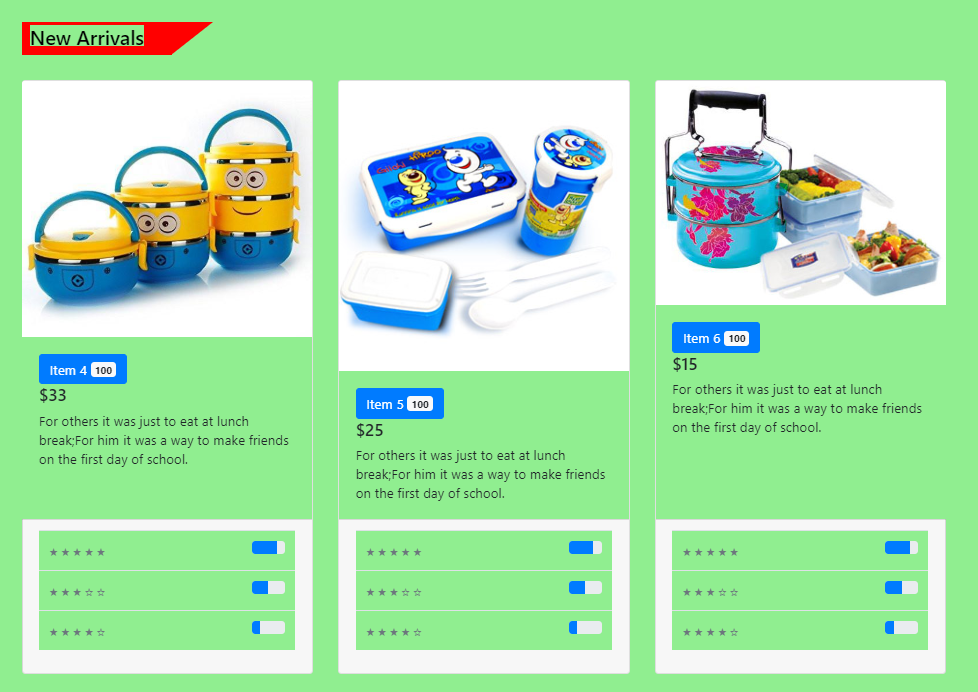 New Arrivals
Item 4 100
$33
For others it was just to eat at lunch
break;For him it was a way to make friends
on the first day of school.
Item 5 100
$25
For others it was just to eat at lunch
break;For him it was a way to make friends
on the first day of school.
Item 6 100
$15
For others it was just to eat at lunch
break;For him it was a way to make friends
on the first day of school.
★★★★★
★★★☆☆
★★★★☆
★★★★★
★★★☆☆
★★★★☆
★★★★★
★★★☆☆
★★★★☆